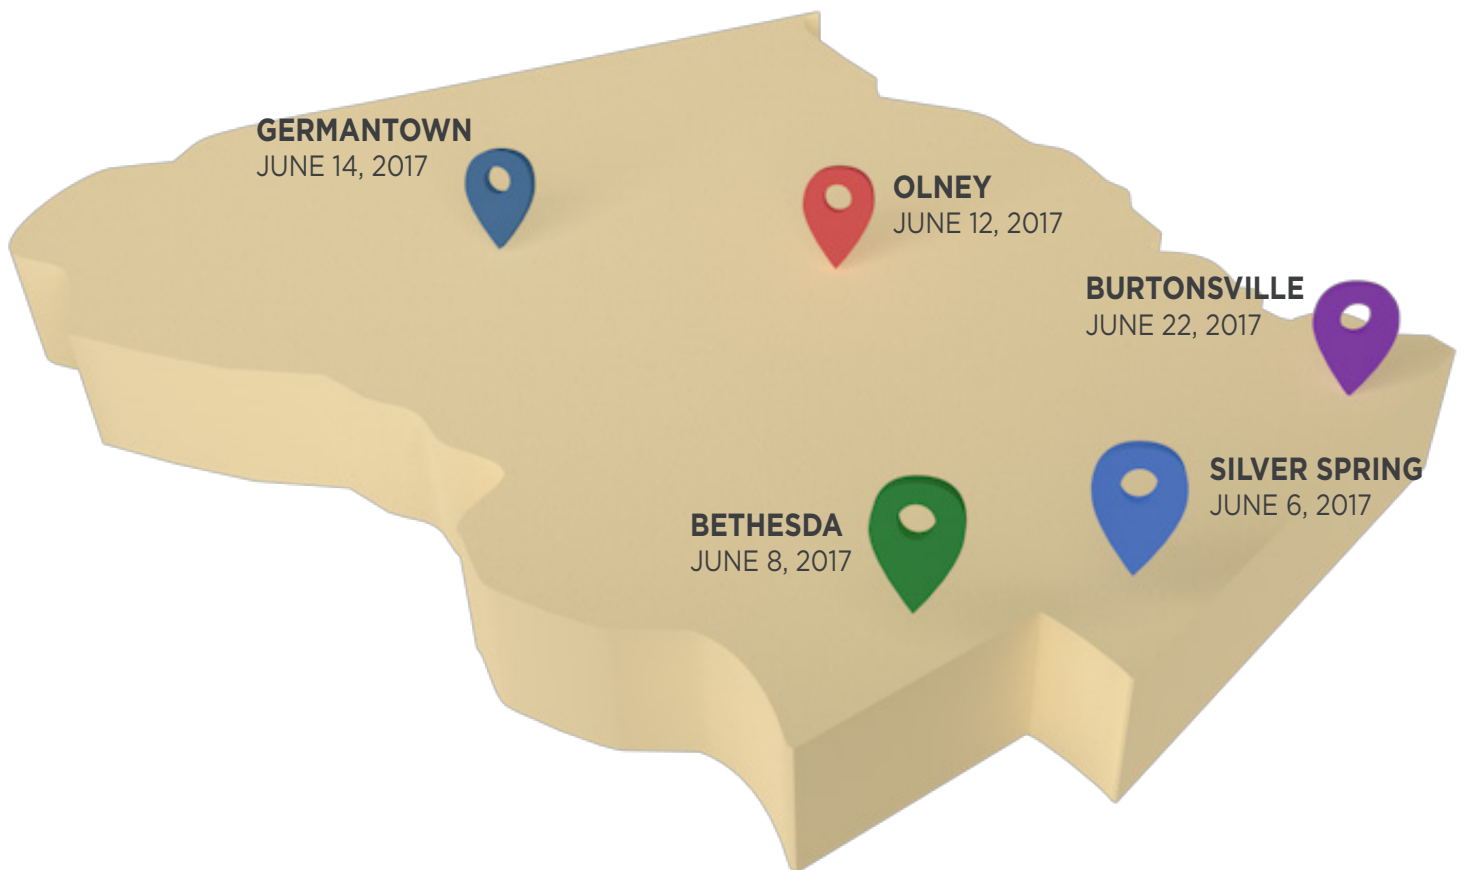 GERMANTOWN
JUNE 14, 2017
OLNEY
JUNE 12, 2017
BURTONSVILLE
JUNE 22, 2017
SILVER SPRING
JUNE 6, 2017
BETHESDA
JUNE 8, 2017